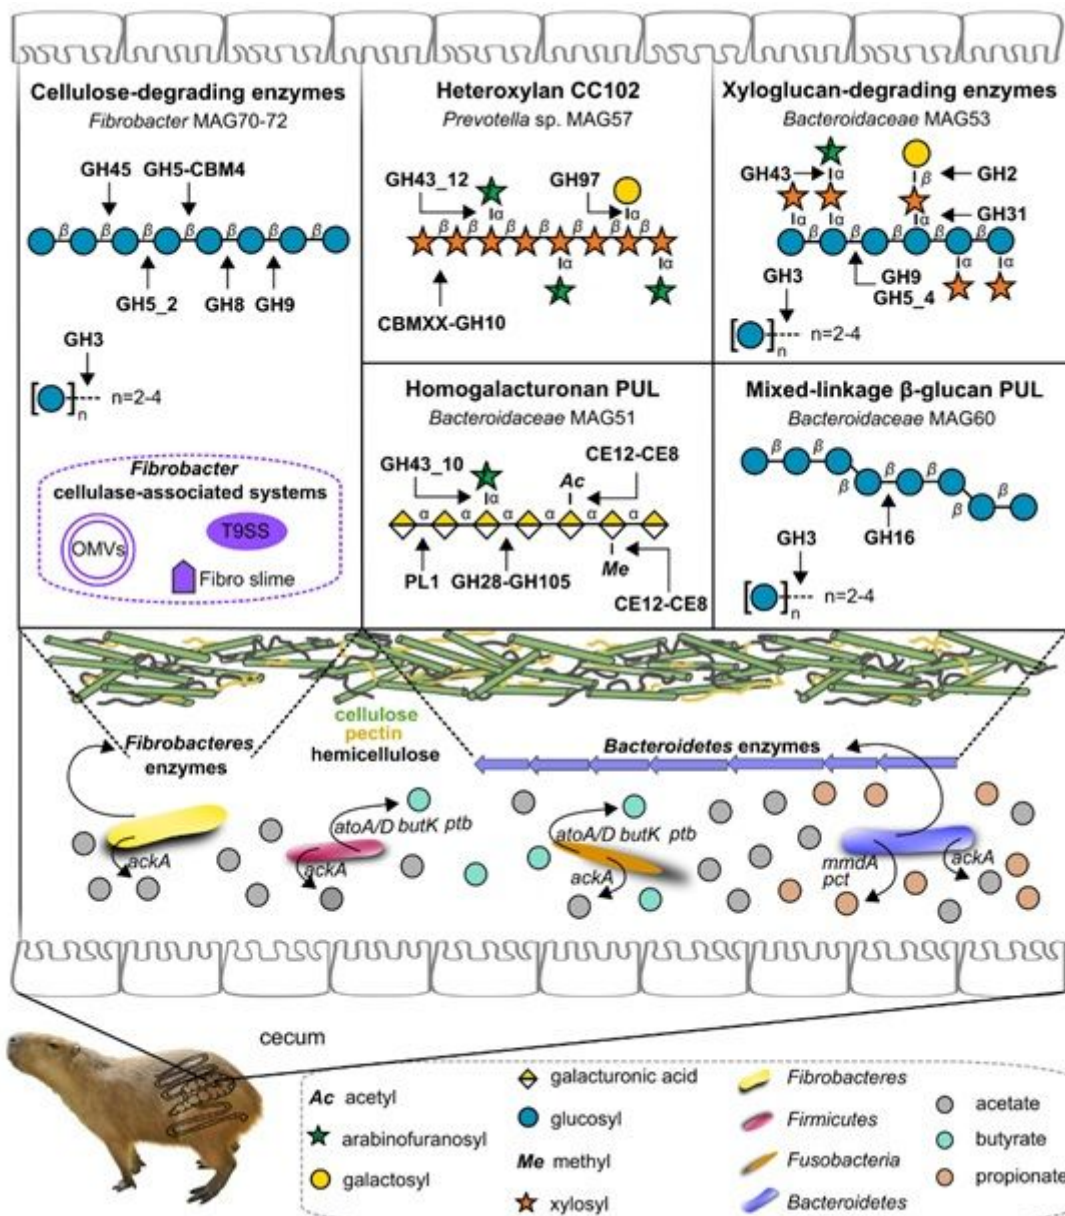 Cellulose-degrading enzymes
Fibrobacter MAG70-72
GH45 GH5-CBM4
β β β β β β β
GH5_2 GH8 GH9
GH3
[ ]n n=2-4
Fibrobacter
cellulase-associated systems
OMVs
T9SS
Fibro slime
Heteroxylan CC102
Prevotella sp. MAG57
GH43_12 GH97
α α
β β β β β β β
α α
CBMXX-GH10
Xyloglucan-degrading enzymes
Bacteroidaceae MAG53
GH43 α β GH2
α α α GH31
β β β β β
α α
GH9
GH5_4
GH3
[ ]n n=2-4
Homogalacturonan PUL
Bacteroidaceae MAG51
GH43_10
CE12-CE8
Ac
α
α α α α α α
PL1 GH28-GH105 Me
CE12-CE8
Mixed-linkage β-glucan PUL
Bacteroidaceae MAG60
β β β β β β β
GH16
GH3
[ ]n n=2-4
cellulose
pectin
hemicellulose
Fibrobacteres
enzymes
Bacteroidetes enzymes
ackA
atoA/D butK ptb
ackA
atoA/D butK ptb
ackA
mmdA
pct
ackA
cecum
Ac acetyl
arabinofuranosyl
galactosyl
galacturonic acid
glucosyl
Me methyl
xylosyl
Fibrobacteres
Firmicutes
Fusobacteria
Bacteroidetes
acetate
butyrate
propionate